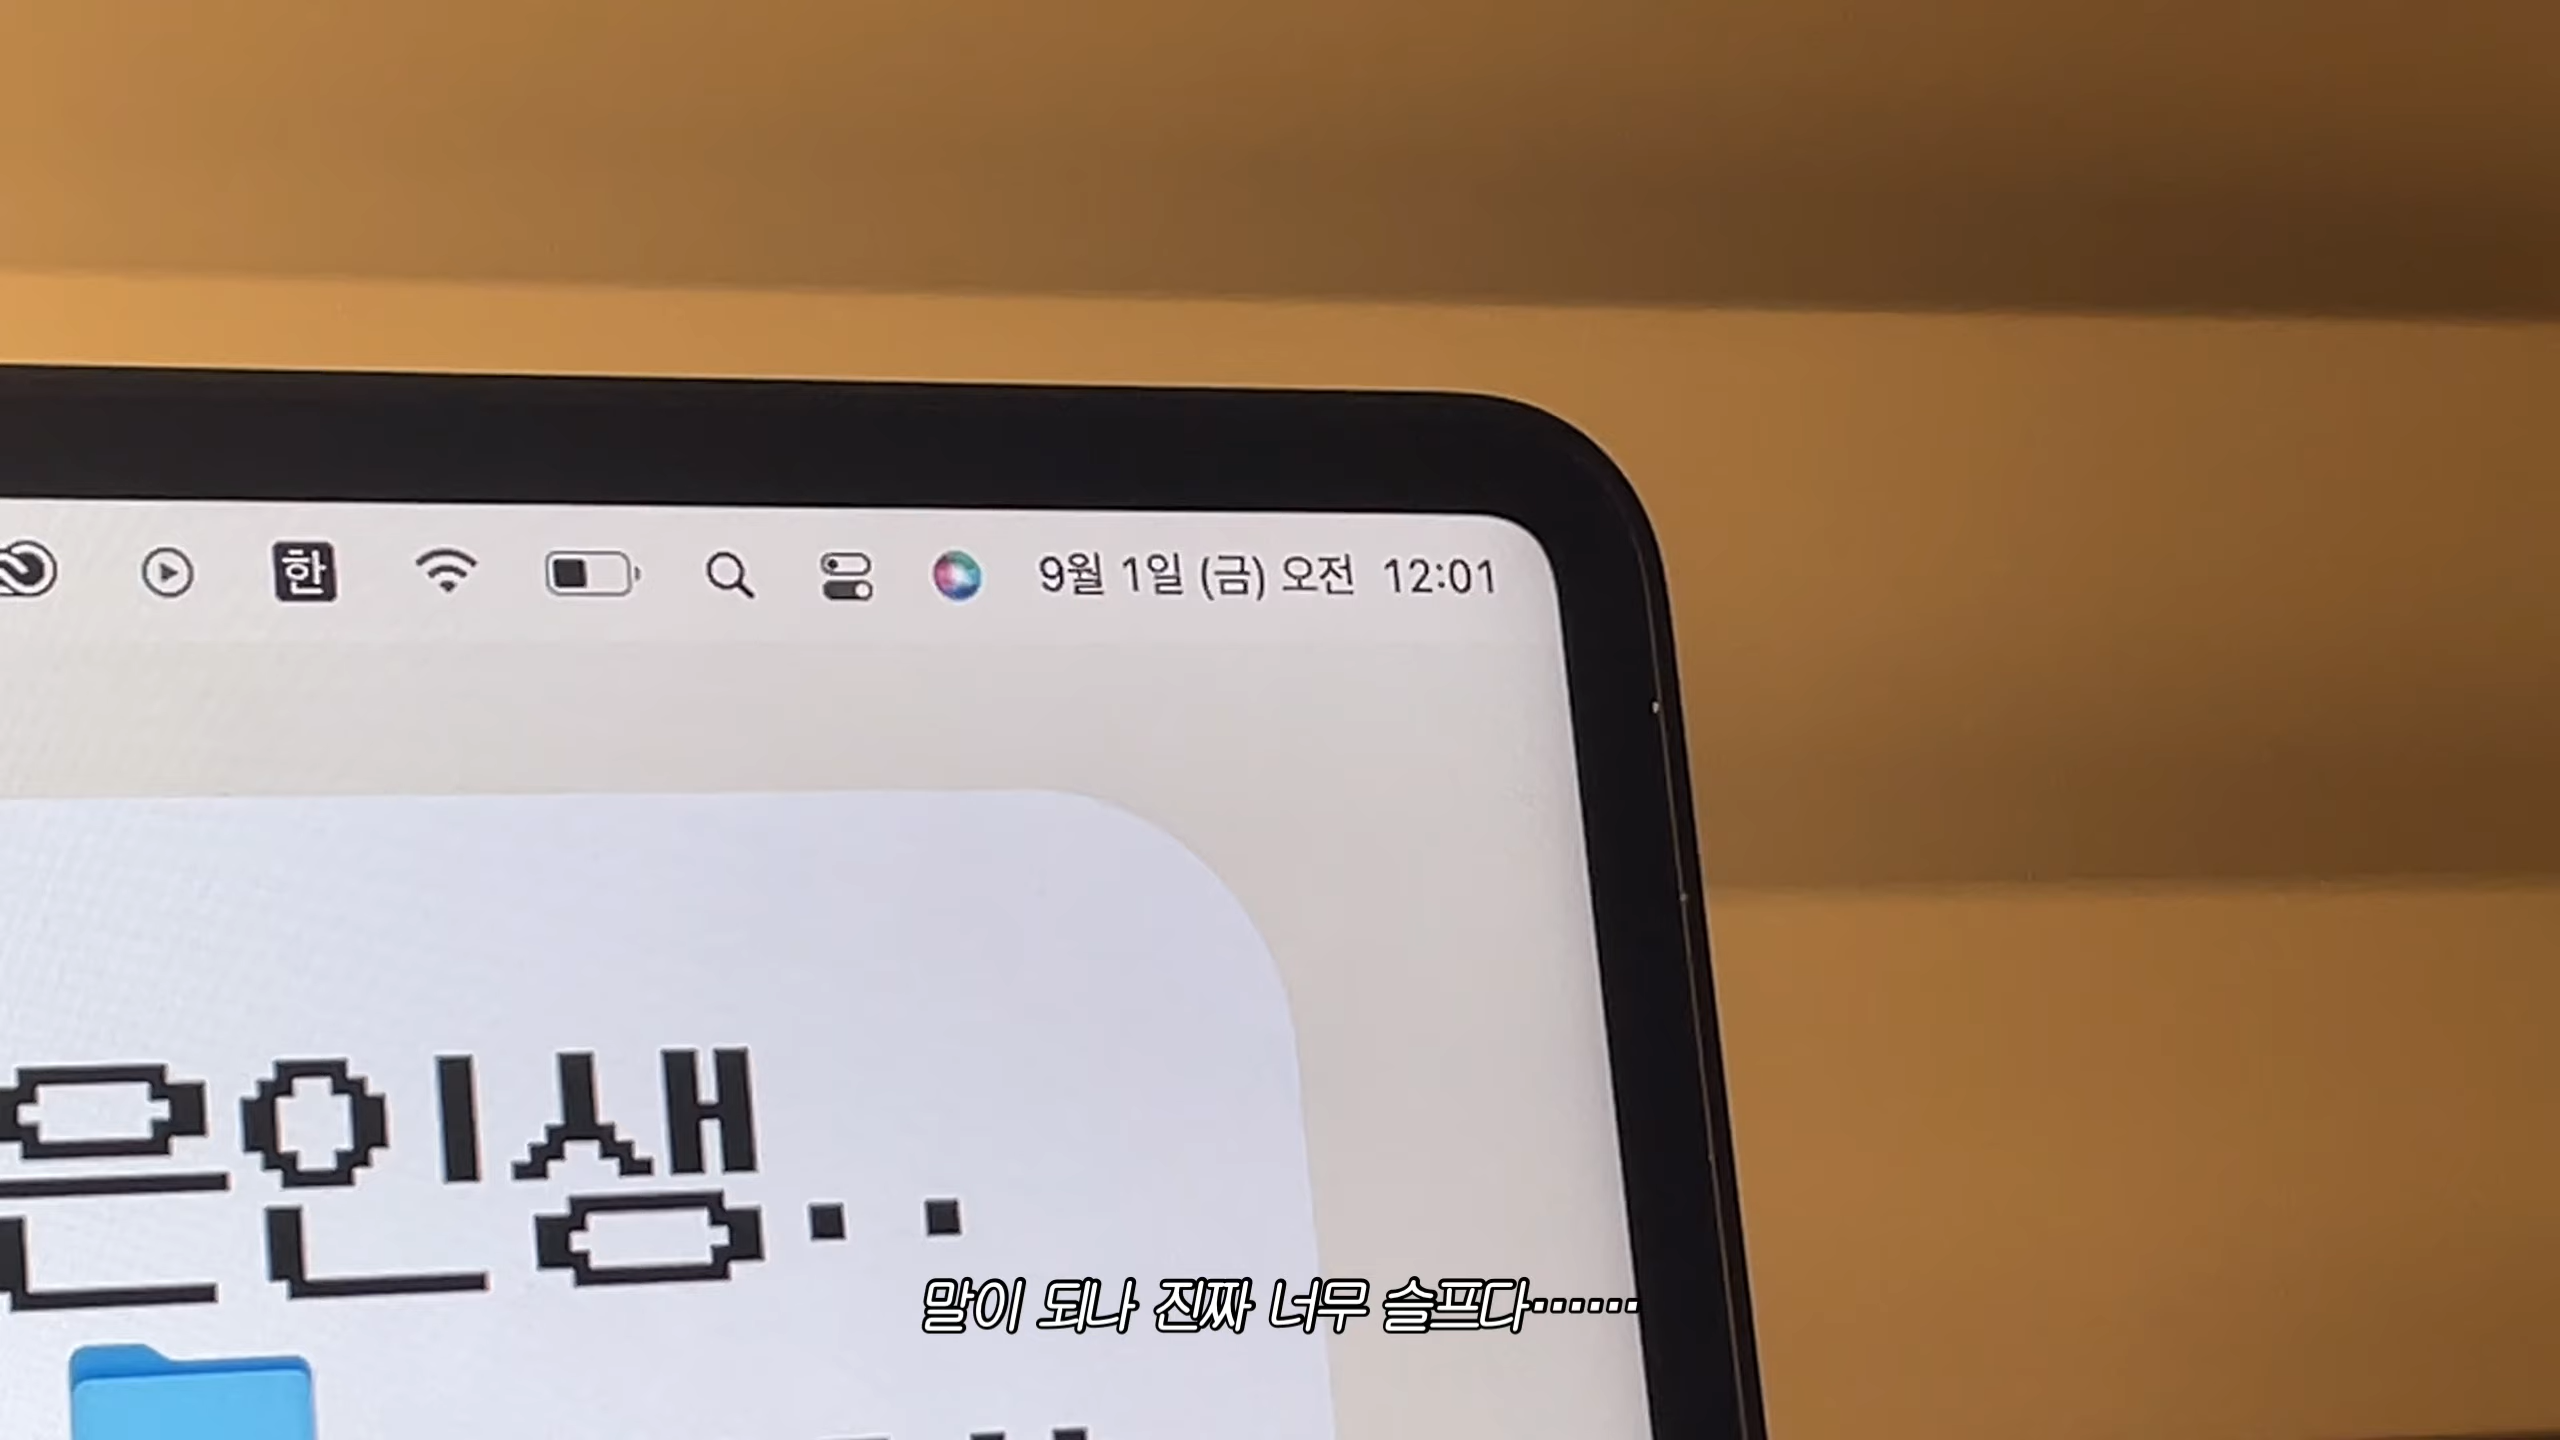 한 9월 1일 (금) 오전 12:01
은인생..
말이 되나 진짜 너무 슬프다······